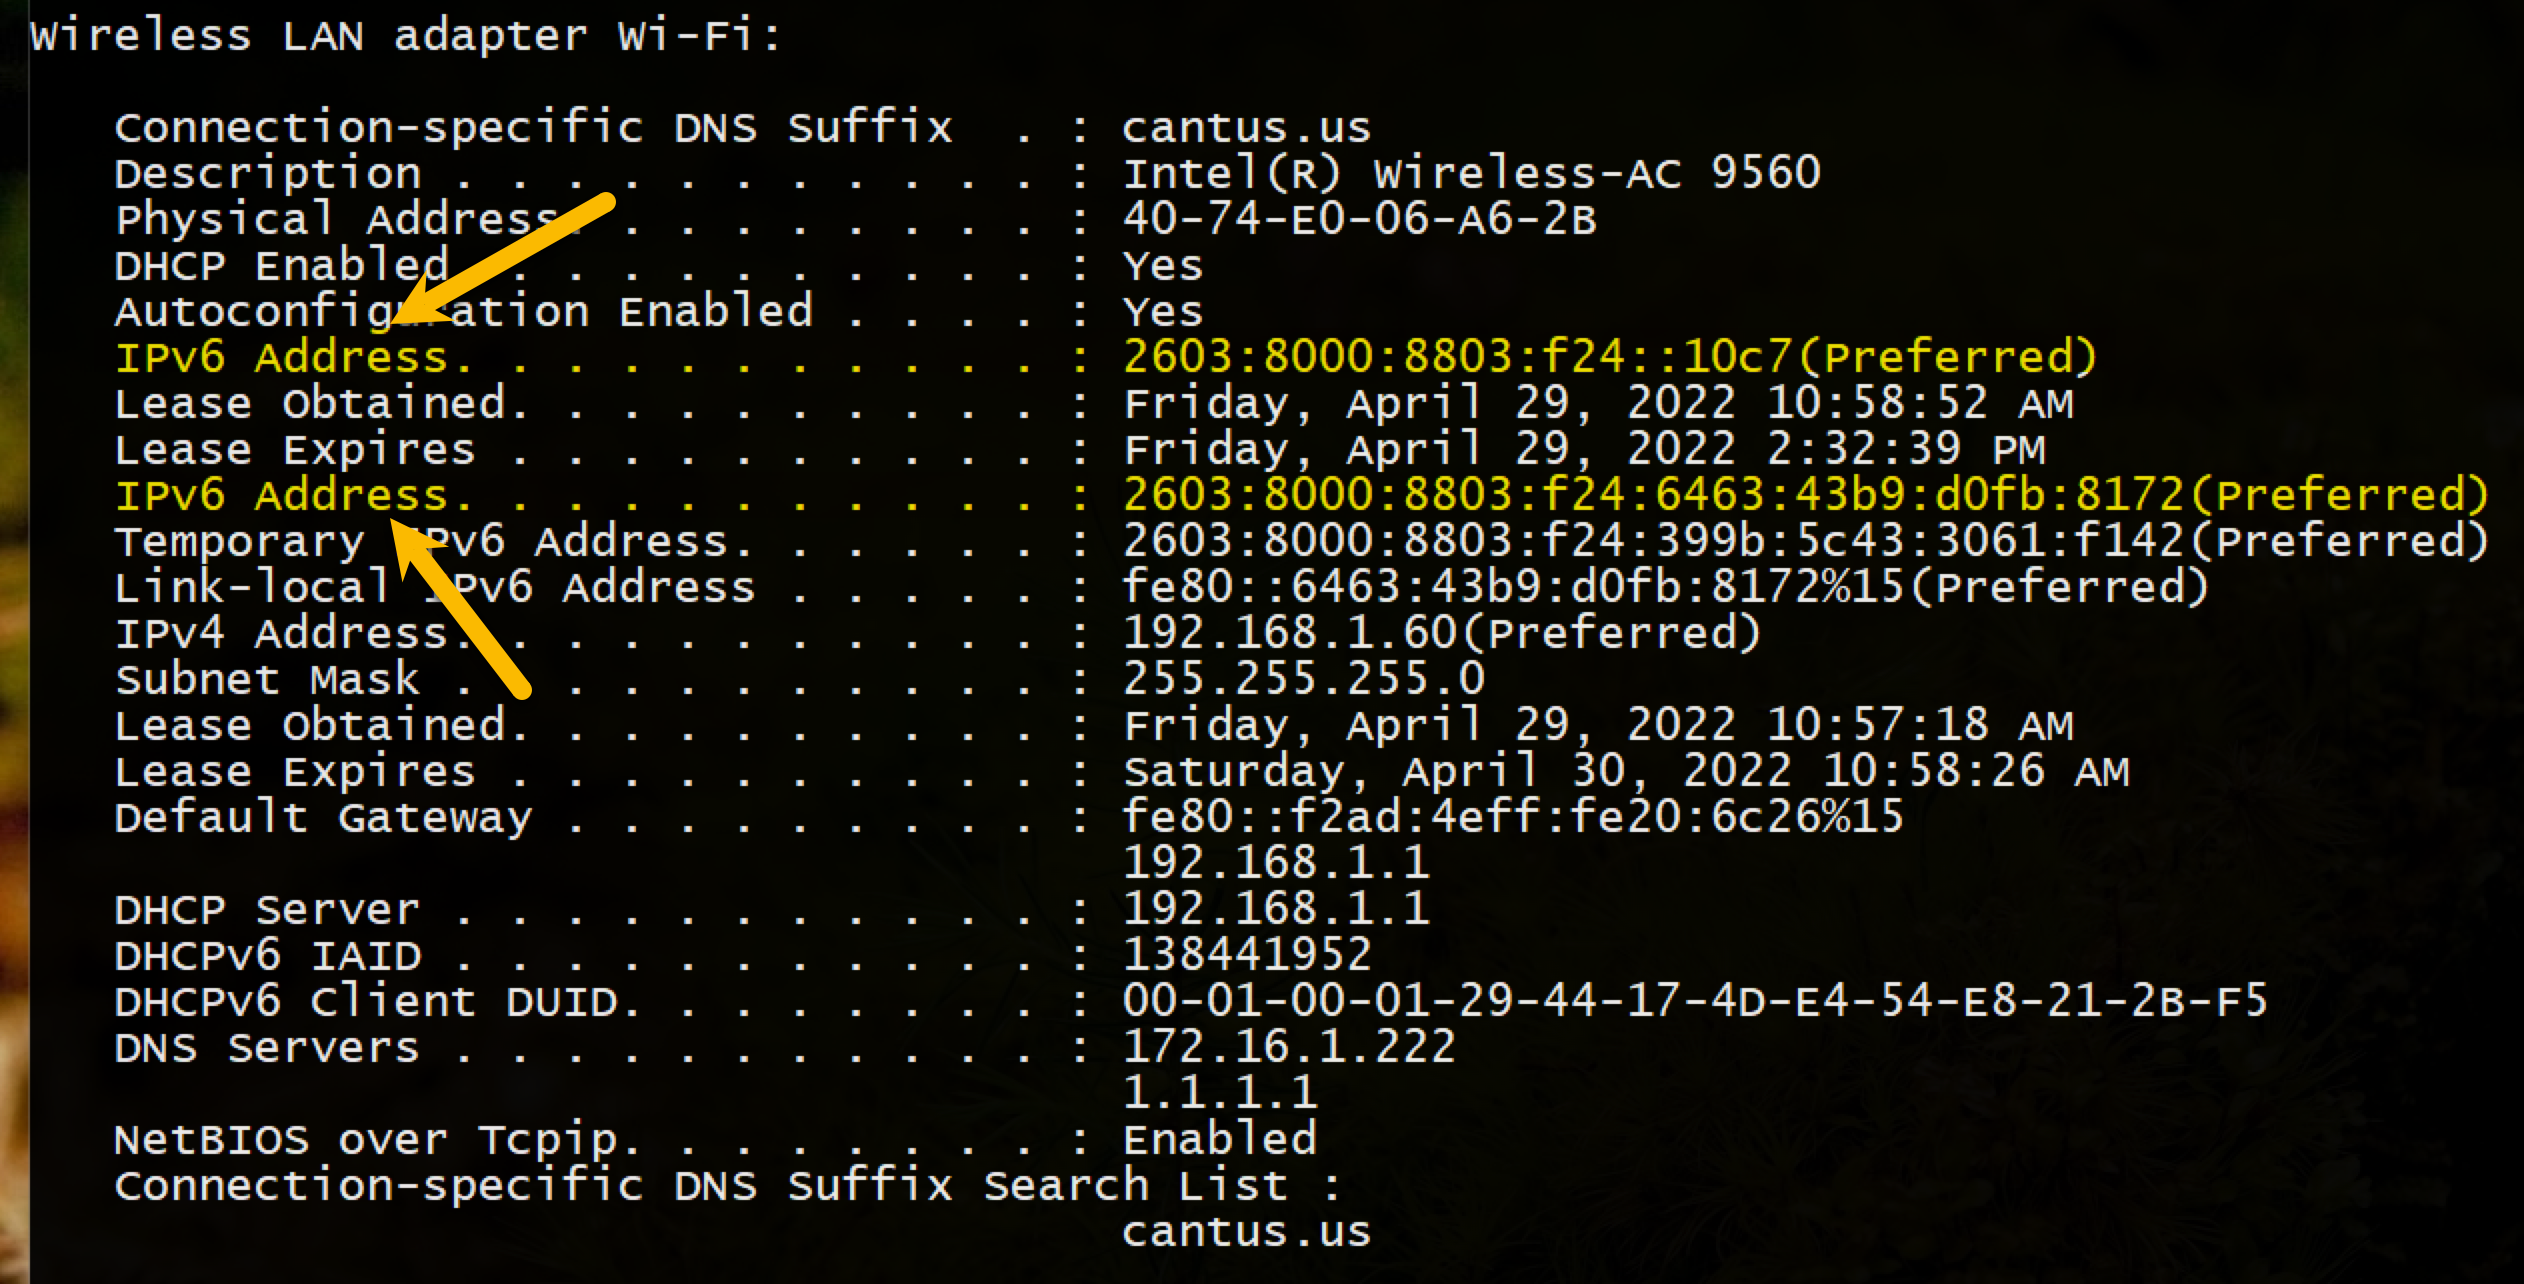 Wireless LAN adapter Wi-Fi:
Connection-specific DNS Suffix  . : cantus.us
Description . . . . . . . . . . . : Intel(R) Wireless-AC 9560
Physical Address. . . . . . . . . : 40-74-E0-06-A6-2B
DHCP Enabled. . . . . . . . . . . : Yes
Autoconfiguration Enabled . . . . : Yes
IPv6 Address. . . . . . . . . . . : 2603:8000:8803:f24::10c7(Preferred)
Lease Obtained. . . . . . . . . . : Friday, April 29, 2022 10:58:52 AM
Lease Expires . . . . . . . . . . : Friday, April 29, 2022 2:32:39 PM
IPv6 Address. . . . . . . . . . . : 2603:8000:8803:f24:6463:43b9:d0fb:8172(Preferred)
Temporary IPv6 Address. . . . . . : 2603:8000:8803:f24:399b:5c43:3061:f142(Preferred)
Link-local IPv6 Address . . . . . : fe80::6463:43b9:d0fb:8172%15(Preferred)
IPv4 Address. . . . . . . . . . . : 192.168.1.60(Preferred)
Subnet Mask . . . . . . . . . . . : 255.255.255.0
Lease Obtained. . . . . . . . . . : Friday, April 29, 2022 10:57:18 AM
Lease Expires . . . . . . . . . . : Saturday, April 30, 2022 10:58:26 AM
Default Gateway . . . . . . . . . : fe80::f2ad:4eff:fe20:6c26%15
192.168.1.1
DHCP Server . . . . . . . . . . . : 192.168.1.1
DHCPv6 IAID . . . . . . . . . . . : 138441952
DHCPv6 Client DUID. . . . . . . . : 00-01-00-01-29-44-17-4D-E4-54-E8-21-2B-F5
DNS Servers . . . . . . . . . . . : 172.16.1.222
1.1.1.1
NetBIOS over Tcpip. . . . . . . . : Enabled
Connection-specific DNS Suffix Search List :
cantus.us